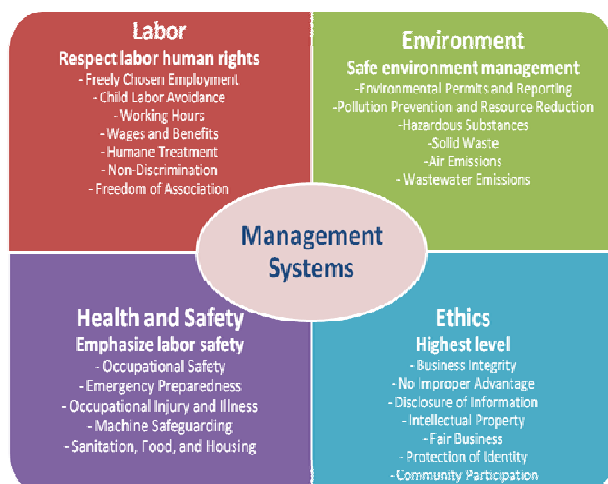 Labor
Respect labor human rights
- Freely Chosen Employment
- Child Labor Avoidance
- Working Hours
- Wages and Benefits
- Humane Treatment
- Non-Discrimination
- Freedom of Association
Environment
Safe environment management
-Environmental Permits and Reporting
-Pollution Prevention and Resource Reduction
-Hazardous Substances
-Solid Waste
-Air Emissions
- Wastewater Emissions
Management
Systems
Health and Safety
Emphasize labor safety
- Occupational Safety
- Emergency Preparedness
- Occupational Injury and Illness
- Machine Safeguarding
- Sanitation, Food, and Housing
Ethics
Highest level
- Business Integrity
- No Improper Advantage
- Disclosure of Information
- Intellectual Property
- Fair Business
- Protection of Identity
- Community Participation